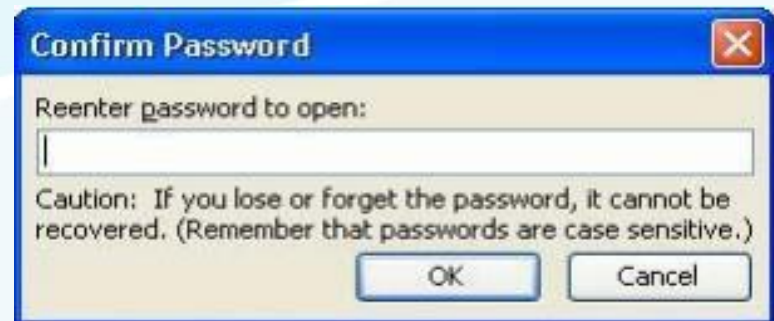 Confirm Password
Reenter password to open:
Caution: If you lose or forget the password, it cannot be
recovered. (Remember that passwords are case sensitive.)
OK
Cancel